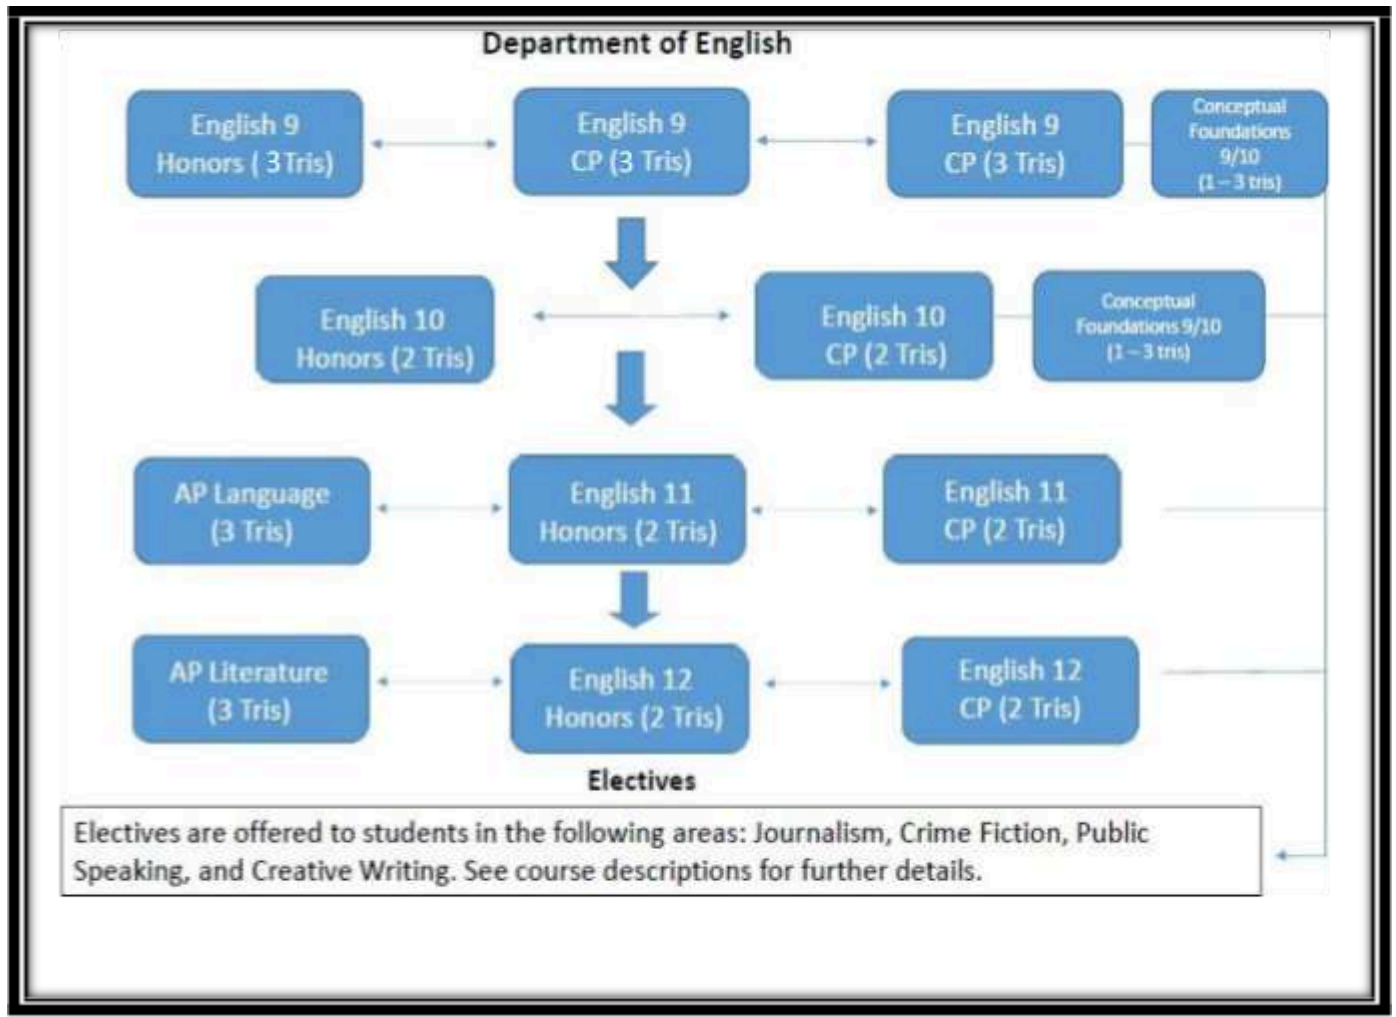 Department of English
English 9
Honors ( 3Tris)
English 9
CP (3 Tris)
English 9
CP (3 Tris)
Conceptual
Foundations
9/10
(1 – 3 tris)
English 10
Honors (2 Tris)
English 10
CP (2 Tris)
Conceptual
Foundations 9/10
(1 – 3 tris)
AP Language
(3 Tris)
English 11
Honors (2 Tris)
English 11
CP (2 Tris)
AP Literature
(3 Tris)
English 12
Honors (2 Tris)
English 12
CP (2 Tris)
Electives
Electives are offered to students in the following areas: Journalism, Crime Fiction, Public
Speaking, and Creative Writing. See course descriptions for further details.